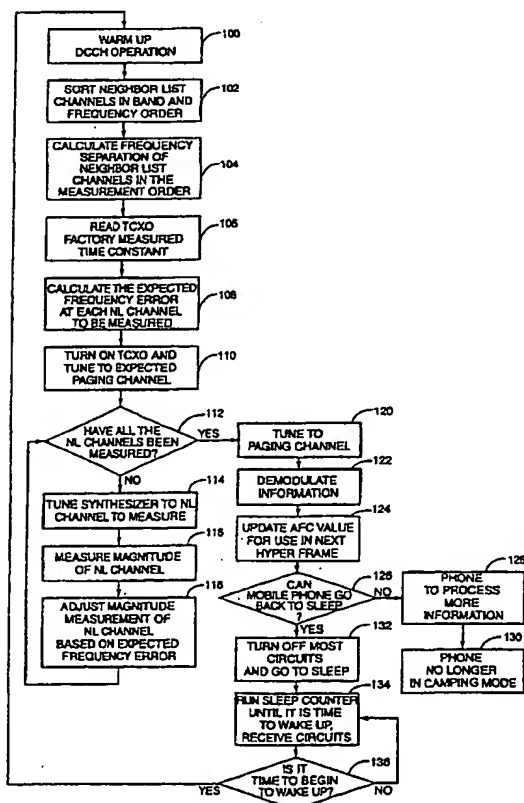 WARM UP
DCCH OPERATION
100
SORT NEIGHBOR LIST
CHANNELS IN BAND AND
FREQUENCY ORDER
102
CALCULATE FREQUENCY
SEPARATION OF
NEIGHBOR LIST
CHANNELS IN THE
MEASUREMENT ORDER
104
READ TCXO
FACTORY MEASURED
TIME CONSTANT
106
CALCULATE THE EXPECTED
FREQUENCY ERROR
AT EACH NL CHANNEL
TO BE MEASURED
108
TURN ON TCXO AND
TUNE TO EXPECTED
PAGING CHANNEL
110
HAVE ALL THE
NL CHANNELS BEEN
MEASURED?
112
YES
NO
TUNE SYNTHESIZER TO NL
CHANNEL TO MEASURE
114
MEASURE MAGNITUDE
OF NL CHANNEL
116
ADJUST MAGNITUDE
MEASUREMENT OF
NL CHANNEL
BASED ON EXPECTED
FREQUENCY ERROR
118
TUNE TO
PAGING CHANNEL
120
DEMODULATE
INFORMATION
122
UPDATE AFC VALUE
FOR USE IN NEXT
HYPER FRAME
124
CAN
MOBILE PHONE GO
BACK TO SLEEP
?
126
NO
YES
PHONE
TO PROCESS
MORE
INFORMATION
128
PHONE
NO LONGER
IN CAMPING MODE
130
TURN OFF MOST
CIRCUITS
AND GO TO SLEEP
132
RUN SLEEP COUNTER
UNTIL IT IS TIME
TO WAKE UP,
RECEIVE CIRCUITS
134
IS IT
TIME TO BEGIN
TO WAKE UP?
136
YES
NO